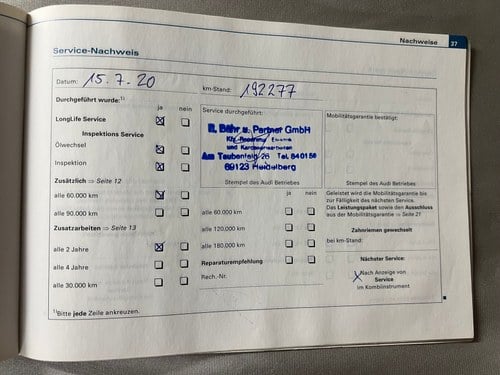 Nachweise 37
Service-Nachweis
Datum: 15.7.20 km-Stand: 192277
Durchgeführt wurde:¹⁾ ja nein
Service durchgeführt:
Mobilitätsgarantie bestätigt:
LongLife Service
Inspektions Service
Ölwechsel
Inspektion
& Partner GmbH
Am Taubenfeld 26 Tel. 840156
69123 Heidelberg
Stempel des Audi Betriebes
Stempel des Audi Betriebes
Zusätzlich ⇒ Seite 12
alle 60.000 km
alle 90.000 km
Zusatzarbeiten ⇒ Seite 13
alle 2 Jahre
alle 4 Jahre
alle 30.000 km
ja nein
alle 60.000 km
alle 120.000 km
alle 180.000 km
Reparaturempfehlung
Rech.-Nr.
Geleistet wird die Mobilitätsgarantie bis
zur Fälligkeit des nächsten Service.
Das Leistungspaket sowie den Ausschluss
aus der Mobilitätsgarantie ⇒ Seite 21
Zahnriemen gewechselt
bei km-Stand:
Nächster Service:
X Nach Anzeige von
Service
im Kombiinstrument
¹⁾Bitte jede Zeile ankreuzen.